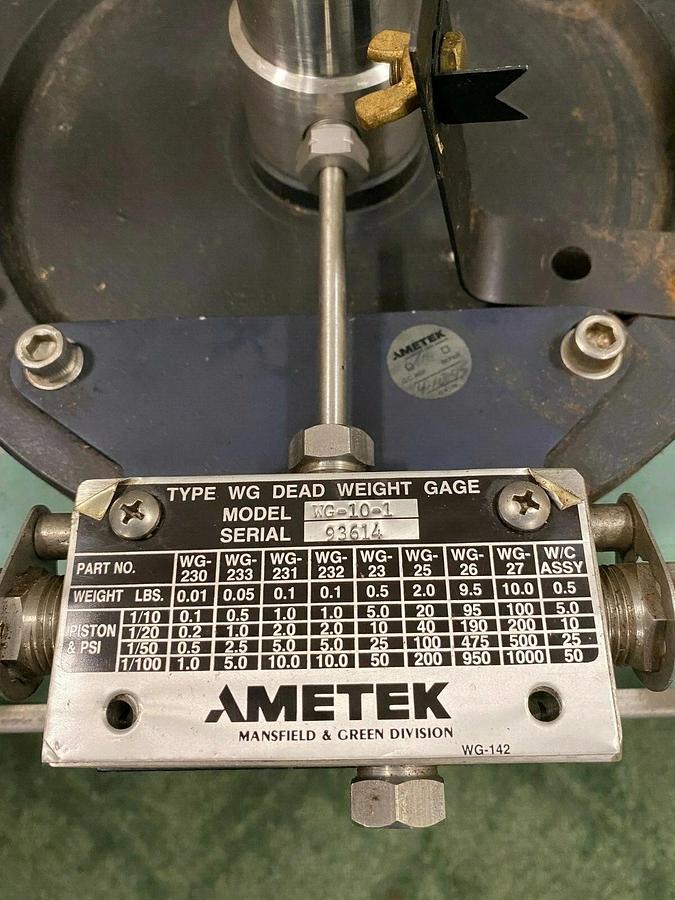 AMETEK
TYPE WG DEAD WEIGHT GAGE
MODEL WG-10-1
SERIAL 93614
PART NO. WG-230 WG-233 WG-231 WG-232 WG-23 WG-25 WG-26 WG-27 W/C ASSY
WEIGHT LBS. 0.01 0.05 0.1 0.1 0.5 2.0 9.5 10.0 0.5
PISTON & PSI
1/10 0.1 0.5 1.0 1.0 5.0 20 95 100 5.0
1/20 0.2 1.0 2.0 2.0 10 40 190 200 10
1/50 0.5 2.5 5.0 5.0 25 100 475 500 25
1/100 1.0 5.0 10.0 10.0 50 200 950 1000 50
AMETEK
MANSFIELD & GREEN DIVISION
WG-142